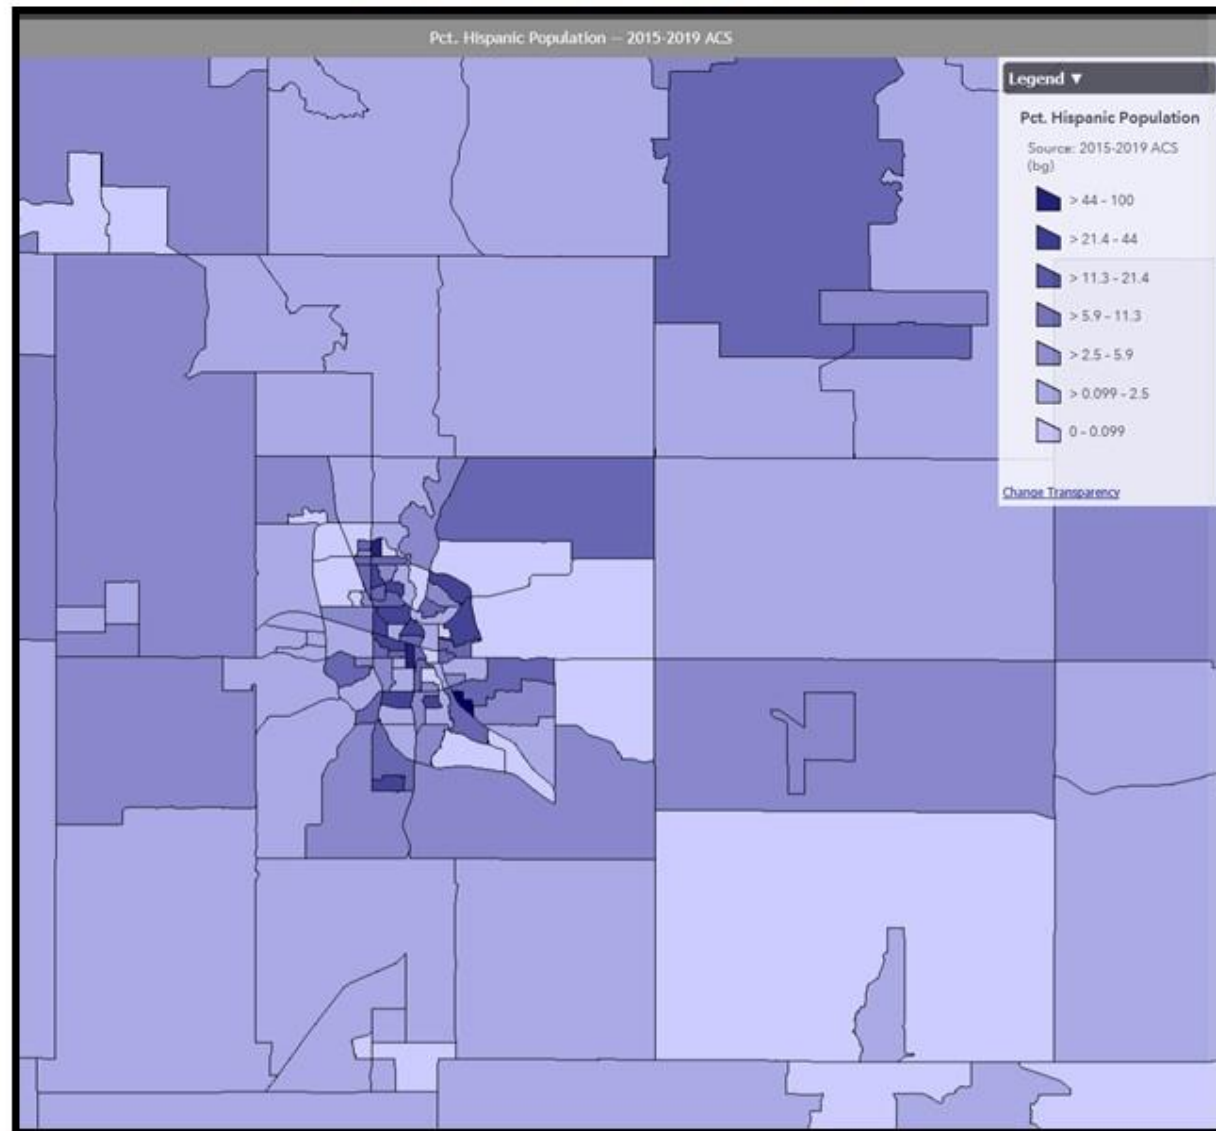 Pct. Hispanic Population -- 2015-2019 ACS
Legend ▼
Pct. Hispanic Population
Source: 2015-2019 ACS
(bg)
> 44 - 100
> 21.4 - 44
> 11.3 - 21.4
> 5.9 - 11.3
> 2.5 - 5.9
> 0.099 - 2.5
0 - 0.099
Change Transparency